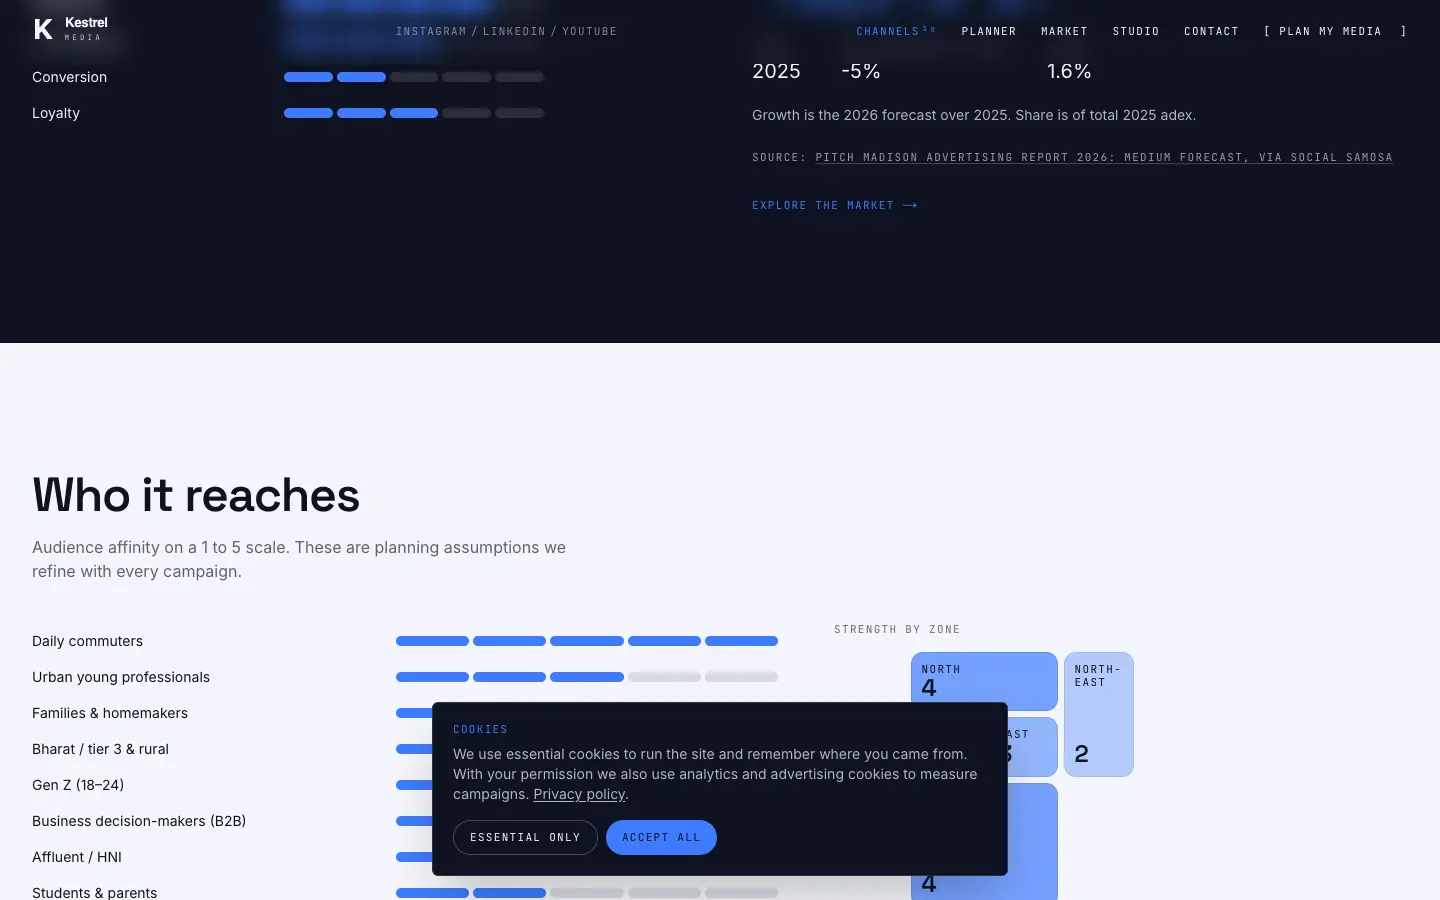 Kestrel
MEDIA
INSTAGRAM / LINKEDIN / YOUTUBE
CHANNELS
PLANNER
MARKET
STUDIO
CONTACT
[ PLAN MY MEDIA ]
Conversion
Loyalty
2025 -5% 1.6%
Growth is the 2026 forecast over 2025. Share is of total 2025 adex.
SOURCE: PITCH MADISON ADVERTISING REPORT 2026: MEDIUM FORECAST, VIA SOCIAL SAMOSA
EXPLORE THE MARKET →
Who it reaches
Audience affinity on a 1 to 5 scale. These are planning assumptions we
refine with every campaign.
Daily commuters
Urban young professionals
Families & homemakers
Bharat / tier 3 & rural
Gen Z (18–24)
Business decision-makers (B2B)
Affluent / HNI
Students & parents
STRENGTH BY ZONE
NORTH
4
NORTH-
EAST
2
4
COOKIES
We use essential cookies to run the site and remember where you came from.
With your permission we also use analytics and advertising cookies to measure
campaigns. Privacy policy.
ESSENTIAL ONLY
ACCEPT ALL